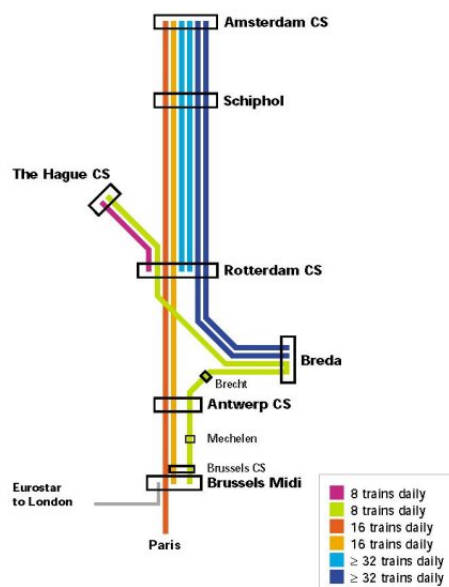 Amsterdam CS
Schiphol
The Hague CS
Rotterdam CS
Breda
Brecht
Antwerp CS
Mechelen
Brussels CS
Brussels Midi
Eurostar
to London
Paris
8 trains daily
8 trains daily
16 trains daily
16 trains daily
≥ 32 trains daily
≥ 32 trains daily